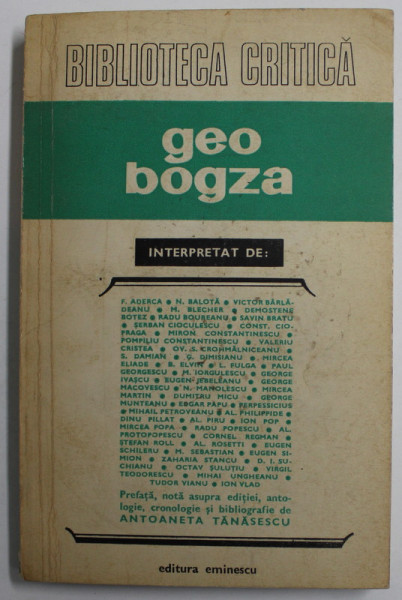 BIBLIOTECA CRITICĂ
geo
bogza
INTERPRETAT DE:
F. ADERCA • N. BALOTĂ • VICTOR BÂRLĂ-
DEANU • M. BLECHER • DEMOSTENE
BOTEZ • RADU BOUREANU • SAVIN BRATU
• ȘERBAN CIOCULESCU • CONST. CIO-
PRAGA • MIRON CONSTANTINESCU •
POMPILIU CONSTANTINESCU • VALERIU
CRISTEA • OV. S. CROHMĂLNICEANU •
S. DAMIAN • G. DIMISIANU • MIRCEA
ELIADE • B. ELVIN • L. FULGA • PAUL
GEORGESCU • M. IORGULESCU • GEORGE
IVAȘCU • EUGEN JEBELEANU • GEORGE
MACOVESCU • N. MANOLESCU • MIRCEA
MARTIN • DUMITRU MICU • GEORGE
MUNTEANU • EDGAR PAPU • PERPESSICIUS
• MIHAIL PETROVEANU • AL. PHILIPPIDE •
DINU PILLAT • AL. PIRU • ION POP •
MIRCEA POPA • RADU POPESCU • AL.
PROTOPOPESCU • CORNEL REGMAN •
STEFAN ROLL • AL. ROSETTI • EUGEN
SCHILERU • M. SEBASTIAN • EUGEN SI-
MION • ZAHARIA STANCU • D. I. SU-
CHIANU • OCTAV ȘULUȚIU • VIRGIL
TEODORESCU • MIHAI UNGHEANU •
TUDOR VIANU • ION VLAD
Prefață, notă asupra ediției, anto-
logie, cronologie și bibliografie de
ANTOANETA TĂNĂSESCU
editura eminescu